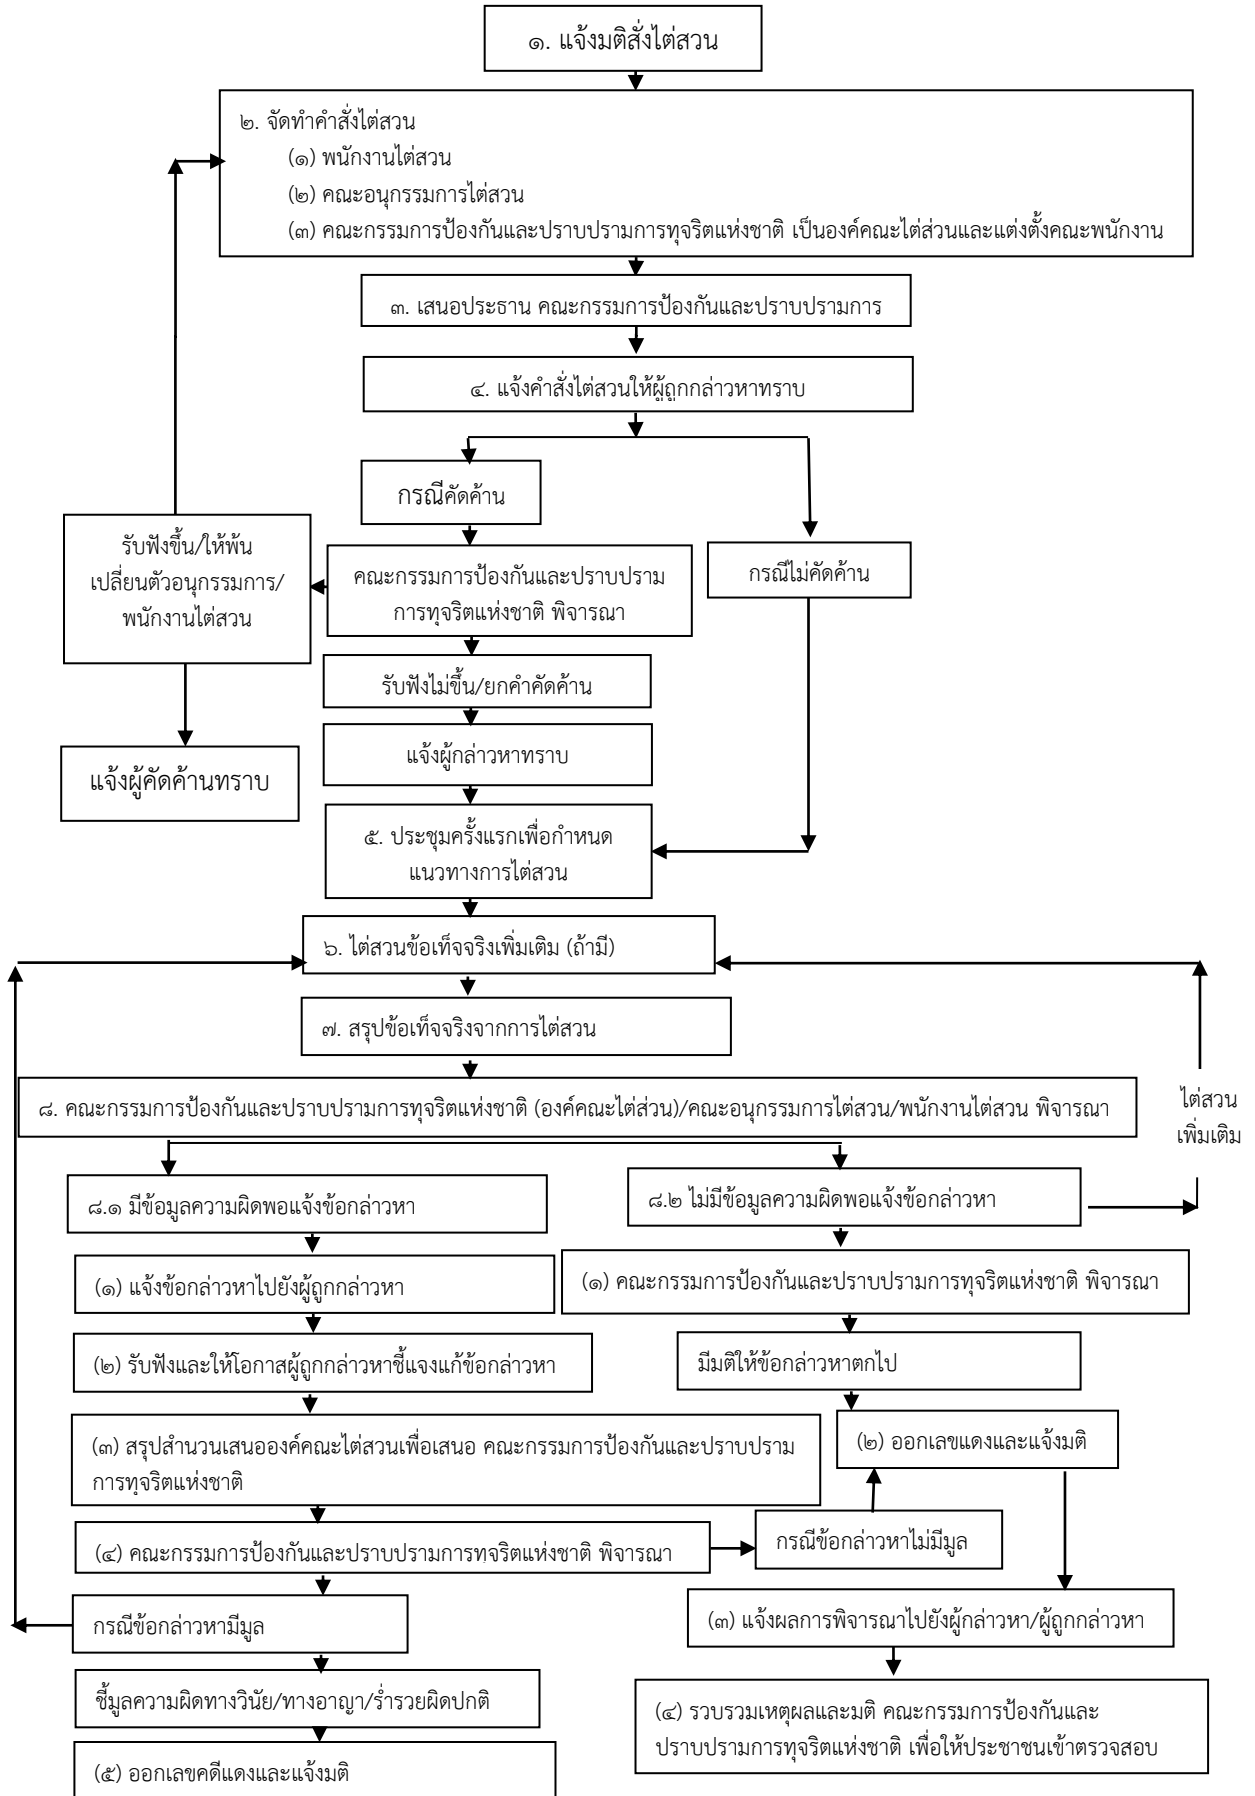 ๑. แจ้งมติสั่งไต่สวน
๒. จัดทำคำสั่งไต่สวน
(๑) พนักงานไต่สวน
(๒) คณะอนุกรรมการไต่สวน
(๓) คณะกรรมการป้องกันและปราบปรามการทุจริตแห่งชาติ เป็นองค์คณะไต่ส่วนและแต่งตั้งคณะพนักงาน
๓. เสนอประธาน คณะกรรมการป้องกันและปราบปรามการ
๔. แจ้งคำสั่งไต่สวนให้ผู้ถูกกล่าวหาทราบ
กรณีคัดค้าน
รับฟังขึ้น/ให้พ้น
เปลี่ยนตัวอนุกรรมการ/
พนักงานไต่สวน
คณะกรรมการป้องกันและปราบปราม
การทุจริตแห่งชาติ พิจารณา
กรณีไม่คัดค้าน
รับฟังไม่ขึ้น/ยกคำคัดค้าน
แจ้งผู้กล่าวหาทราบ
แจ้งผู้คัดค้านทราบ
๕. ประชุมครั้งแรกเพื่อกำหนด
แนวทางการไต่สวน
๖. ไต่สวนข้อเท็จจริงเพิ่มเติม (ถ้ามี)
๗. สรุปข้อเท็จจริงจากการไต่สวน
๘. คณะกรรมการป้องกันและปราบปรามการทุจริตแห่งชาติ (องค์คณะไต่ส่วน)/คณะอนุกรรมการไต่สวน/พนักงานไต่สวน พิจารณา
ไต่สวน
เพิ่มเติม
๘.๑ มีข้อมูลความผิดพอแจ้งข้อกล่าวหา
๘.๒ ไม่มีข้อมูลความผิดพอแจ้งข้อกล่าวหา
(๑) แจ้งข้อกล่าวหาไปยังผู้ถูกกล่าวหา
(๑) คณะกรรมการป้องกันและปราบปรามการทุจริตแห่งชาติ พิจารณา
(๒) รับฟังและให้โอกาสผู้ถูกกล่าวหาชี้แจงแก้ข้อกล่าวหา
มีมติให้ข้อกล่าวหาตกไป
(๓) สรุปสำนวนเสนอองค์คณะไต่สวนเพื่อเสนอ คณะกรรมการป้องกันและปราบปราม
การทุจริตแห่งชาติ
(๒) ออกเลขแดงและแจ้งมติ
(๔) คณะกรรมการป้องกันและปราบปรามการทุจริตแห่งชาติ พิจารณา
กรณีข้อกล่าวหาไม่มีมูล
กรณีข้อกล่าวหามีมูล
(๓) แจ้งผลการพิจารณาไปยังผู้กล่าวหา/ผู้ถูกกล่าวหา
ชี้มูลความผิดทางวินัย/ทางอาญา/ร่ำรวยผิดปกติ
(๔) รวบรวมเหตุผลและมติ คณะกรรมการป้องกันและ
ปราบปรามการทุจริตแห่งชาติ เพื่อให้ประชาชนเข้าตรวจสอบ
(๕) ออกเลขคดีแดงและแจ้งมติ